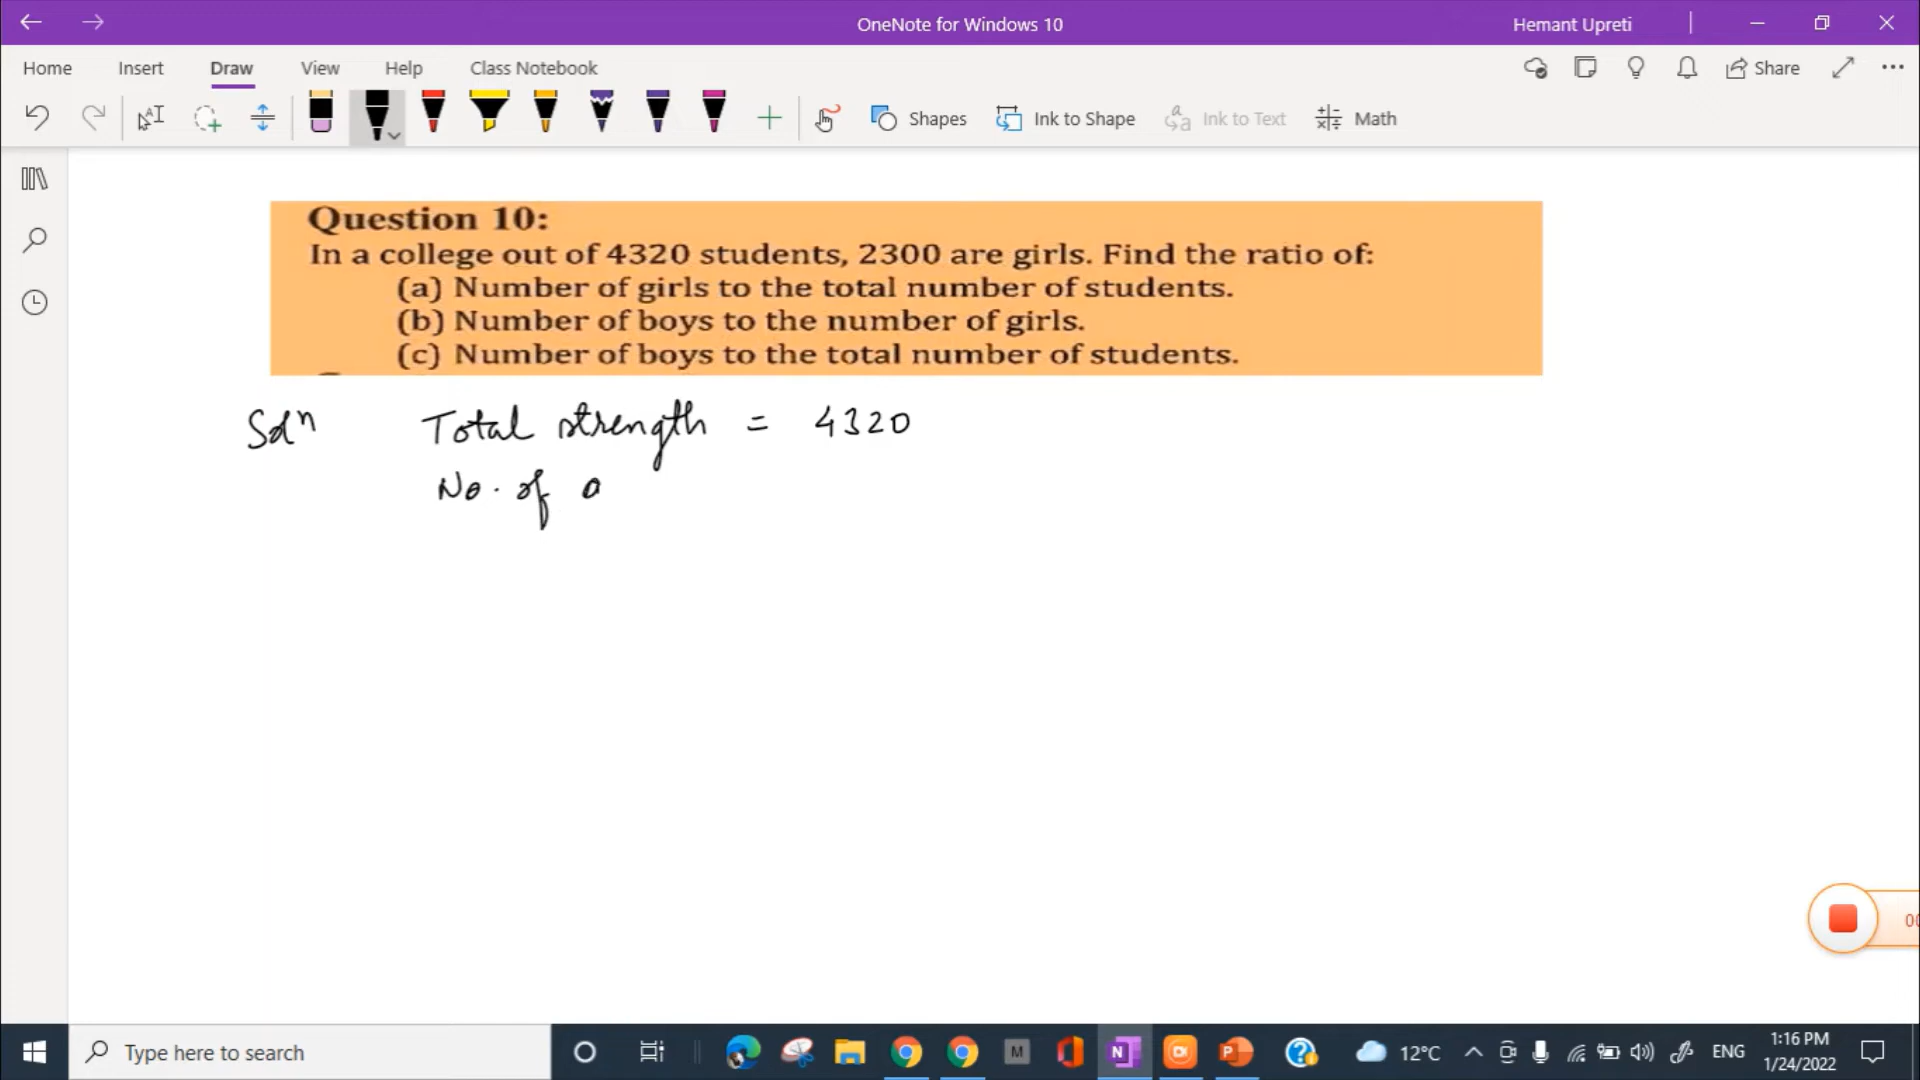 OneNote for Windows 10
Hemant Upreti
Home Insert Draw View Help Class Notebook
Share
Shapes Ink to Shape Ink to Text Math
Question 10:
In a college out of 4320 students, 2300 are girls. Find the ratio of:
(a) Number of girls to the total number of students.
(b) Number of boys to the number of girls.
(c) Number of boys to the total number of students.
Solⁿ Total strength = 4320
No. of
Type here to search
12°C
ENG
1:16 PM
1/24/2022